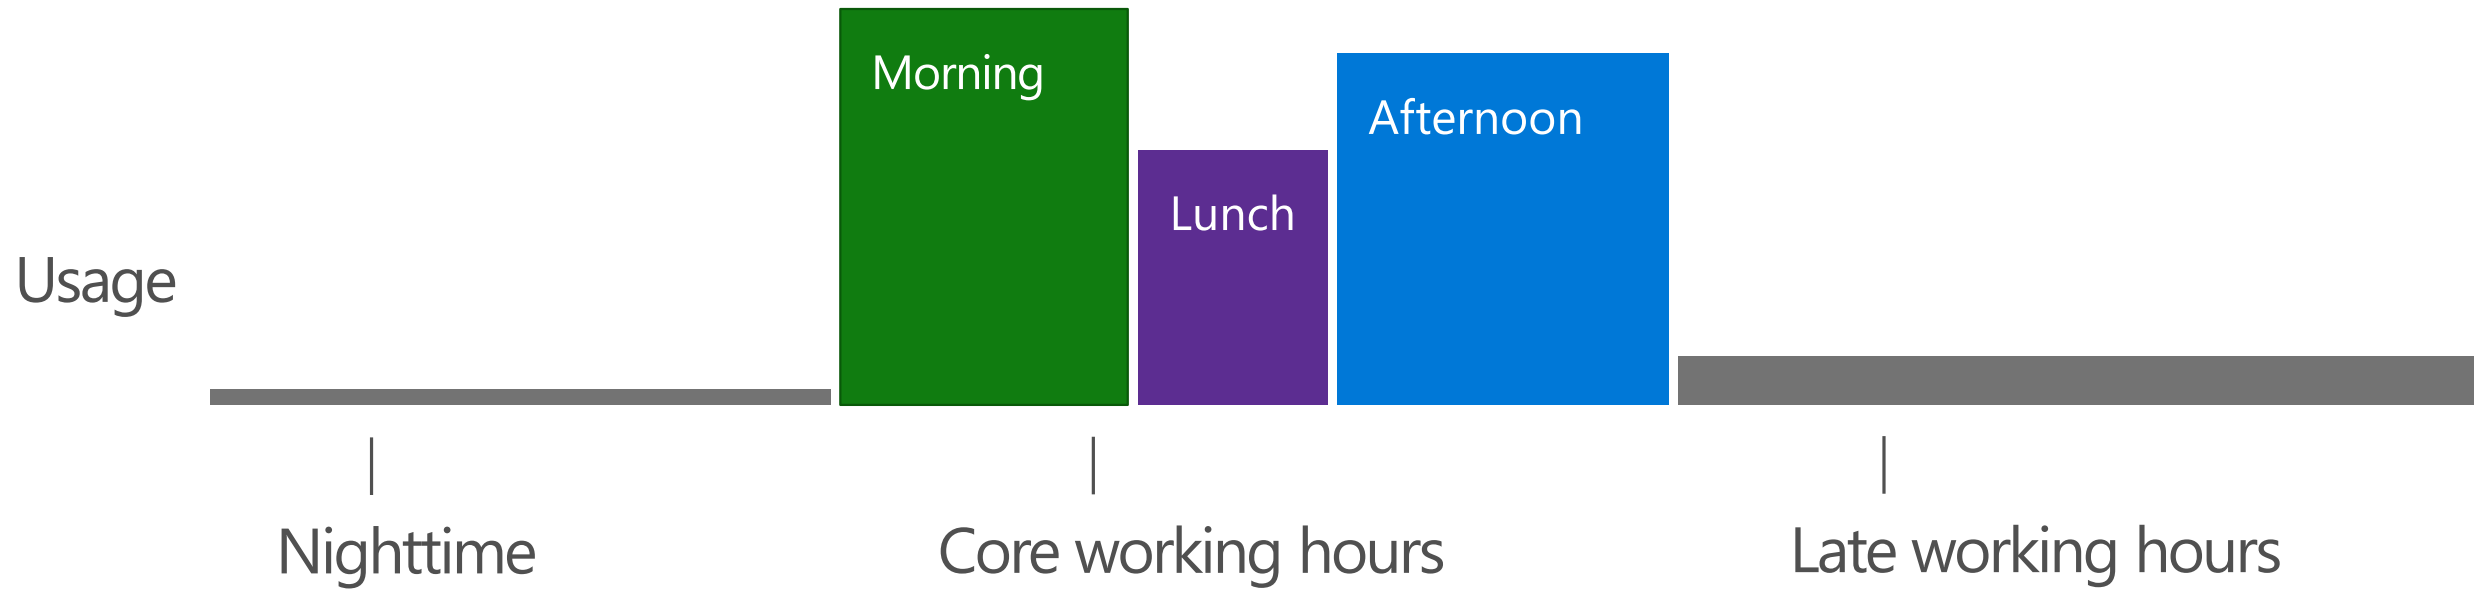 Morning
Afternoon
Lunch
Usage
Nighttime
Core working hours
Late working hours